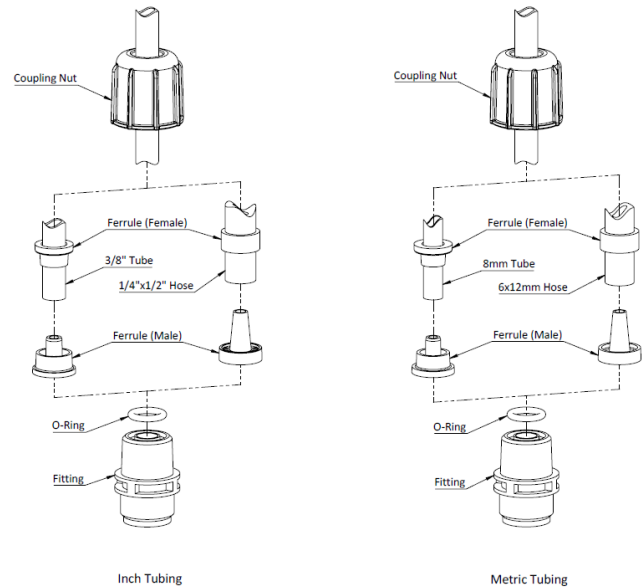 Coupling Nut
Ferrule (Female)
3/8" Tube
1/4"x1/2" Hose
Ferrule (Male)
O-Ring
Fitting
Inch Tubing
Coupling Nut
Ferrule (Female)
8mm Tube
6x12mm Hose
Ferrule (Male)
O-Ring
Fitting
Metric Tubing